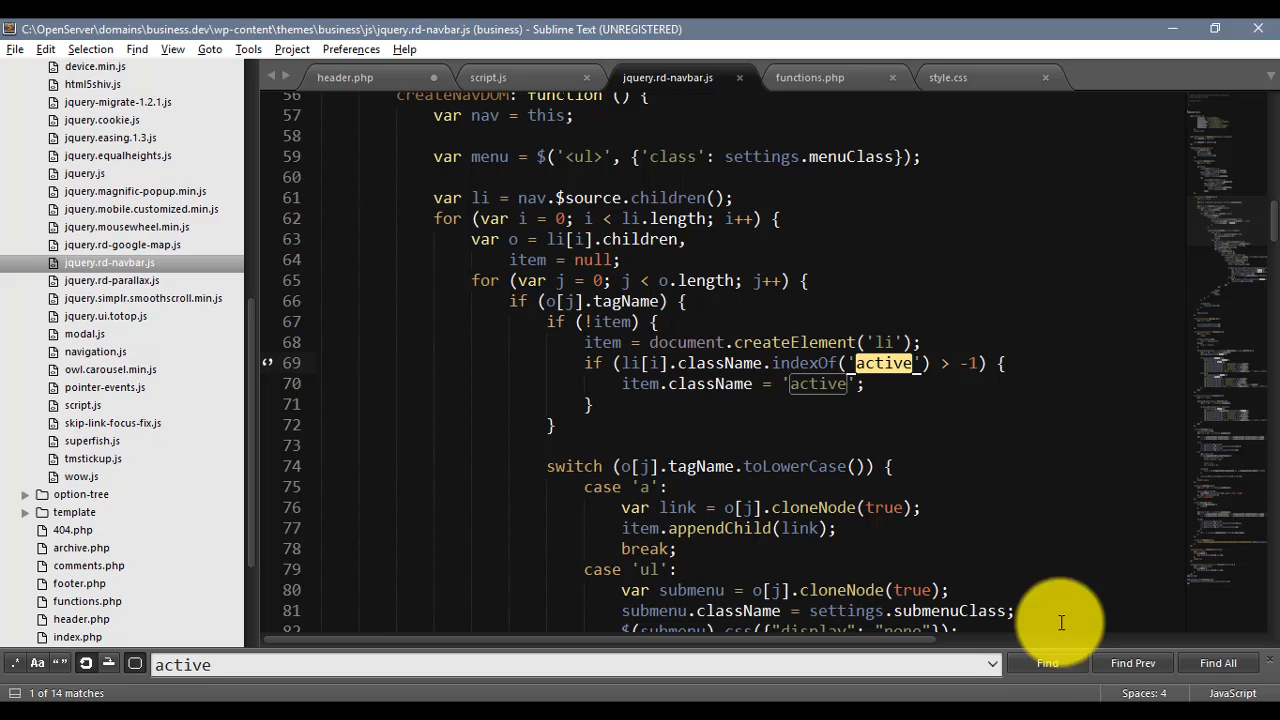 C:\OpenServer\domains\business.dev\wp-content\themes\business\js\jquery.rd-navbar.js (business) - Sublime Text (UNREGISTERED)
File Edit Selection Find View Goto Tools Project Preferences Help
device.min.js
html5shiv.js
jquery-migrate-1.2.1.js
jquery.cookie.js
jquery.easing.1.3.js
jquery.equalheights.js
jquery.js
jquery.magnific-popup.min.js
jquery.mobile.customized.min.js
jquery.mousewheel.min.js
jquery.rd-google-map.js
jquery.rd-navbar.js
jquery.rd-parallax.js
jquery.simplr.smoothscroll.min.js
jquery.ui.totop.js
modal.js
navigation.js
owl.carousel.min.js
pointer-events.js
script.js
skip-link-focus-fix.js
superfish.js
tmstickup.js
wow.js
option-tree
template
404.php
archive.php
comments.php
footer.php
functions.php
header.php
index.php
header.php script.js jquery.rd-navbar.js functions.php style.css
56 createNavDOM: function () {
57 var nav = this;
58
59 var menu = $('<ul>', {'class': settings.menuClass});
60
61 var li = nav.$source.children();
62 for (var i = 0; i < li.length; i++) {
63 var o = li[i].children,
64 item = null;
65 for (var j = 0; j < o.length; j++) {
66 if (o[j].tagName) {
67 if (!item) {
68 item = document.createElement('li');
69 if (li[i].className.indexOf('active') > -1) {
70 item.className = 'active';
71 }
72 }
73
74 switch (o[j].tagName.toLowerCase()) {
75 case 'a':
76 var link = o[j].cloneNode(true);
77 item.appendChild(link);
78 break;
79 case 'ul':
80 var submenu = o[j].cloneNode(true);
81 submenu.className = settings.submenuClass;
82 $(submenu).css({"display": "none"});
.* Aa “” active Find Find Prev Find All
1 of 14 matches Spaces: 4 JavaScript